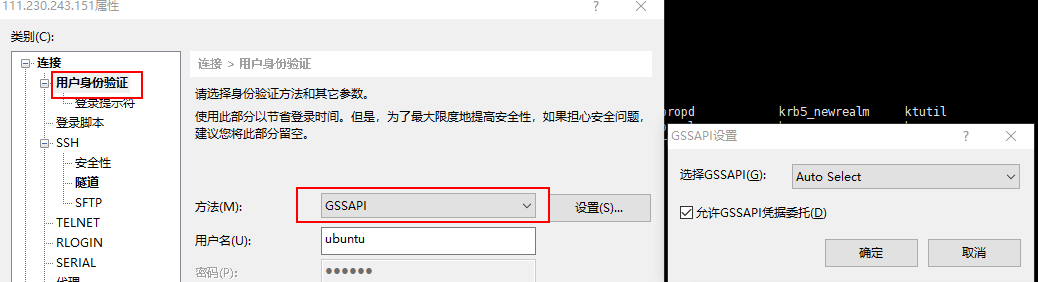 111.230.243.151属性
类别(C):
连接
用户身份验证
登录提示符
登录脚本
SSH
安全性
隧道
SFTP
TELNET
RLOGIN
SERIAL
代理
连接 > 用户身份验证
请选择身份验证方法和其它参数。
使用此部分以节省登录时间。但是，为了最大限度地提高安全性，如果担心安全问题，
建议您将此部分留空。
方法(M):
GSSAPI
设置(S)...
用户名(U):
ubuntu
密码(P):
●●●●●●
propd krb5_newrealm ktutil
GSSAPI设置
选择GSSAPI(G):
Auto Select
允许GSSAPI凭据委托(D)
确定
取消